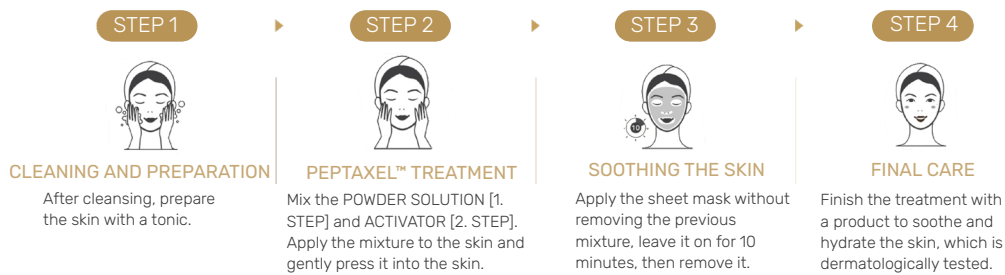 STEP 1
STEP 2
STEP 3
STEP 4
10
CLEANING AND PREPARATION
After cleansing, prepare
the skin with a tonic.
PEPTAXEL™ TREATMENT
Mix the POWDER SOLUTION [1.
STEP] and ACTIVATOR [2. STEP].
Apply the mixture to the skin and
gently press it into the skin.
SOOTHING THE SKIN
Apply the sheet mask without
removing the previous
mixture, leave it on for 10
minutes, then remove it.
FINAL CARE
Finish the treatment with
a product to soothe and
hydrate the skin, which is
dermatologically tested.